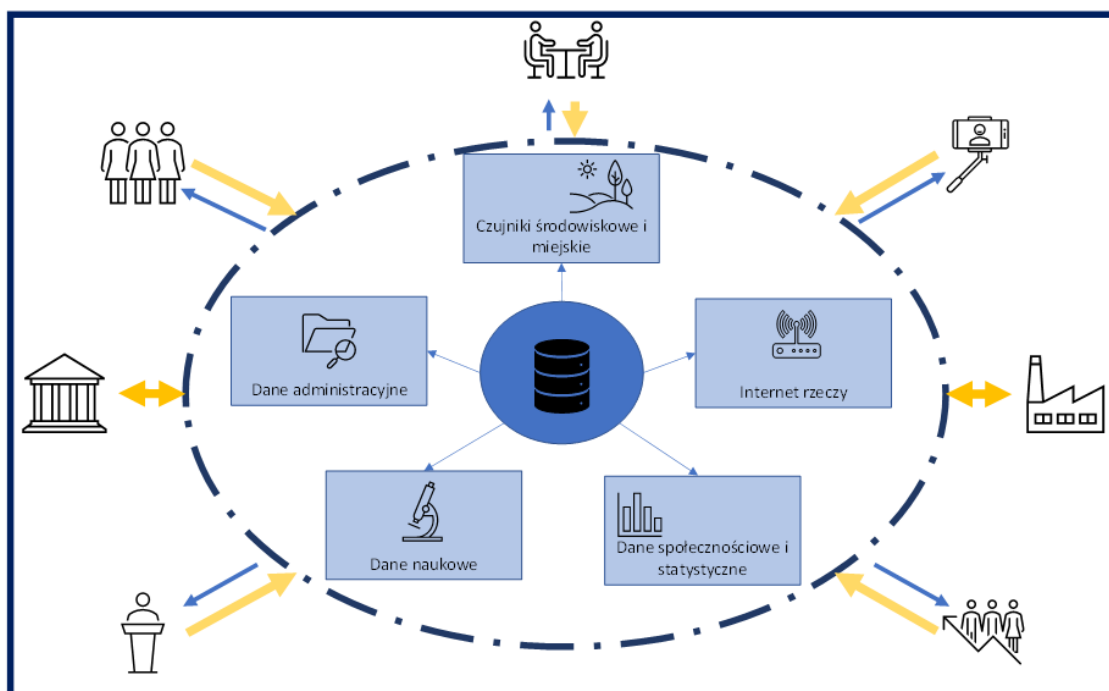 Czujniki środowiskowe i
miejskie
Dane administracyjne
Internet rzeczy
Dane naukowe
Dane społecznościowe i
statystyczne